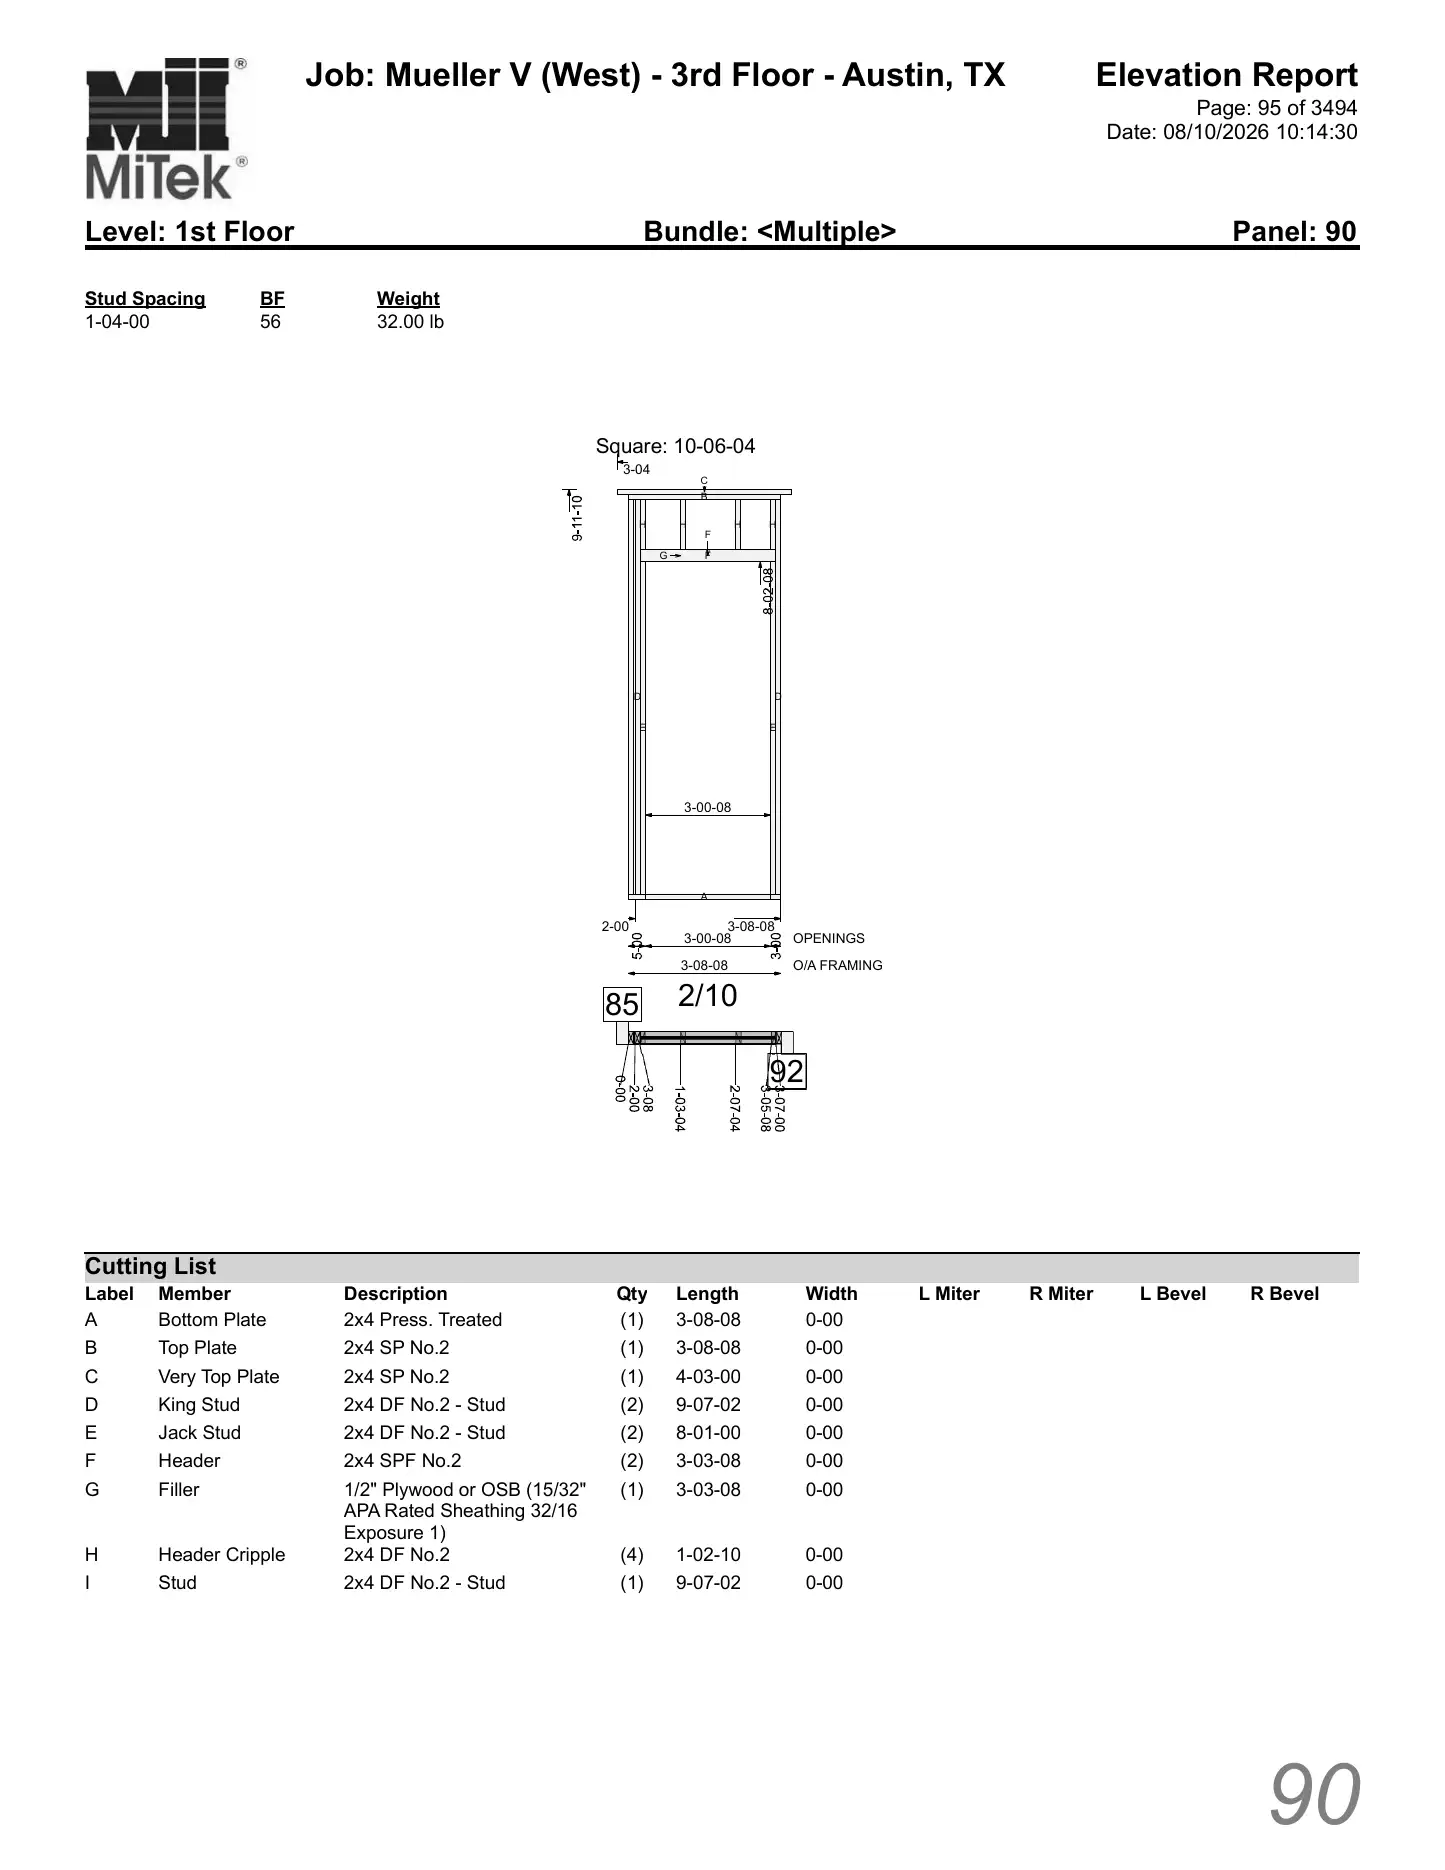 MiTek®
Job: Mueller V (West) - 3rd Floor - Austin, TX
Elevation Report
Page: 95 of 3494
Date: 08/10/2026 10:14:30
Level: 1st Floor Bundle: <Multiple> Panel: 90
Stud Spacing BF Weight
1-04-00 56 32.00 lb
Square: 10-06-04
3-04
C
B
9-11-10
F
G
8-02-08
D D
3-00-08
A
2-00 3-08-08
5-00 3-00-08 3-00 OPENINGS
3-08-08 O/A FRAMING
85 2/10
92
0-00 2-00 3-08 1-03-04 2-07-04 3-05-08 3-07-00
Cutting List
Label Member Description Qty Length Width L Miter R Miter L Bevel R Bevel
A Bottom Plate 2x4 Press. Treated (1) 3-08-08 0-00
B Top Plate 2x4 SP No.2 (1) 3-08-08 0-00
C Very Top Plate 2x4 SP No.2 (1) 4-03-00 0-00
D King Stud 2x4 DF No.2 - Stud (2) 9-07-02 0-00
E Jack Stud 2x4 DF No.2 - Stud (2) 8-01-00 0-00
F Header 2x4 SPF No.2 (2) 3-03-08 0-00
G Filler 1/2" Plywood or OSB (15/32" (1) 3-03-08 0-00
APA Rated Sheathing 32/16
Exposure 1)
H Header Cripple 2x4 DF No.2 (4) 1-02-10 0-00
I Stud 2x4 DF No.2 - Stud (1) 9-07-02 0-00
90